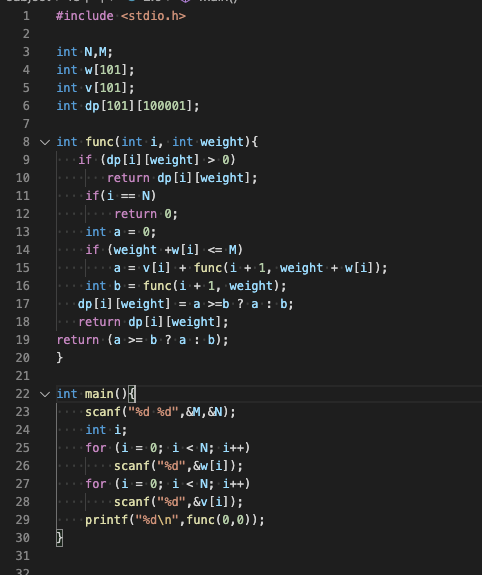 1 #include <stdio.h>
2
3 int N,M;
4 int w[101];
5 int v[101];
6 int dp[101][100001];
7
8 int func(int i, int weight){
9 if (dp[i][weight] > 0)
10 return dp[i][weight];
11 if(i == N)
12 return 0;
13 int a = 0;
14 if (weight +w[i] <= M)
15 a = v[i] + func(i + 1, weight + w[i]);
16 int b = func(i + 1, weight);
17 dp[i][weight] = a >=b ? a : b;
18 return dp[i][weight];
19 return (a >= b ? a : b);
20 }
21
22 int main(){
23 scanf("%d %d",&M,&N);
24 int i;
25 for (i = 0; i < N; i++)
26 scanf("%d",&w[i]);
27 for (i = 0; i < N; i++)
28 scanf("%d",&v[i]);
29 printf("%d\n",func(0,0));
30 }
31
32